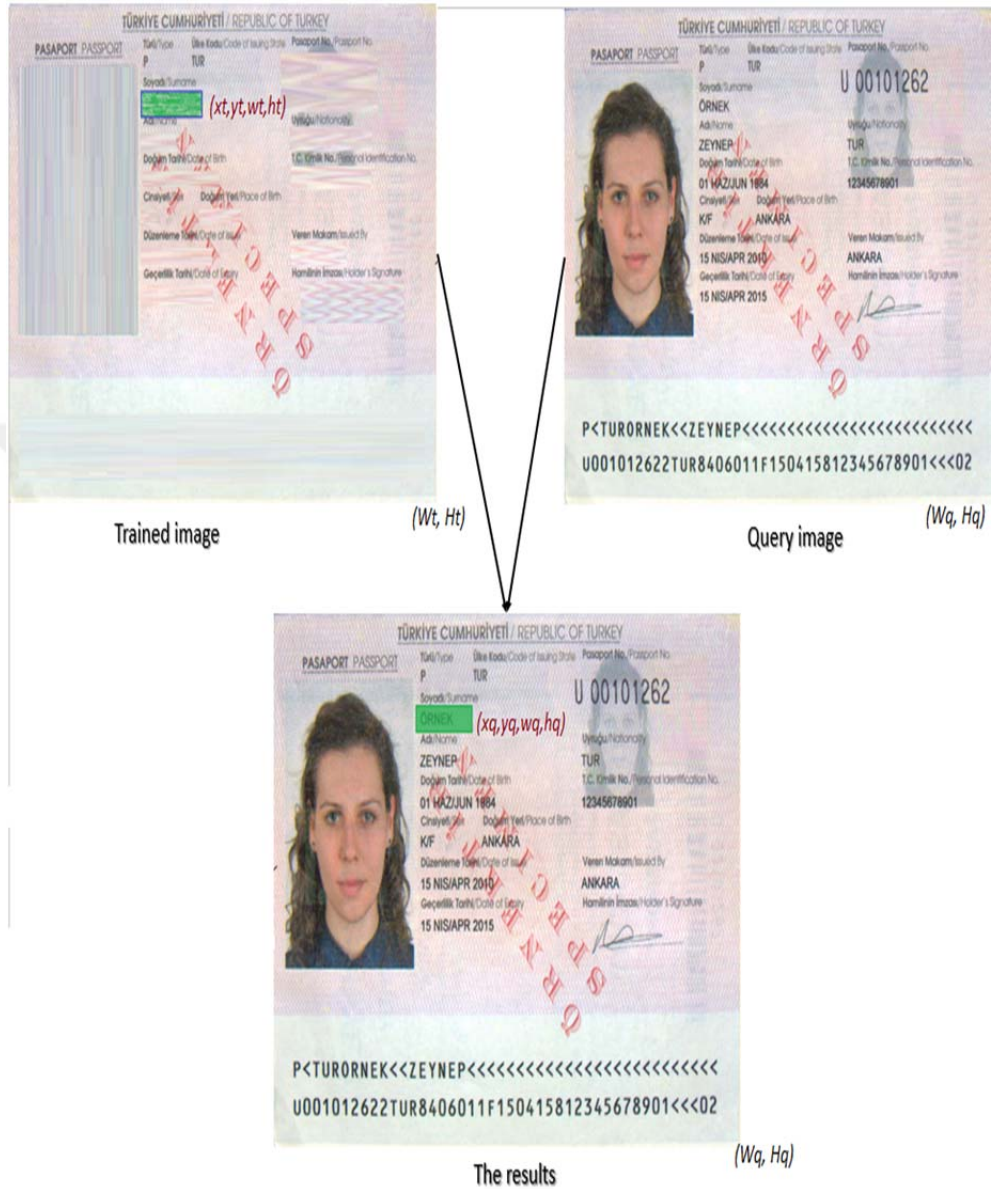 TÜRKİYE CUMHURİYETİ / REPUBLIC OF TURKEY
PASAPORT PASSPORT
Türü/Type Ülke Kodu/Code of Issuing State Pasaport No./Passport No.
P TUR
Soyadı/Surname
(xt,yt,wt,ht)
Adı/Name
Uyruğu/Nationality
Doğum Tarihi/Date of Birth T.C. Kimlik No./Personal Identification No.
Cinsiyeti/Sex Doğum Yeri/Place of Birth
Düzenleme Tarihi/Date of Issue Veren Makam/Issued By
Geçerlilik Tarihi/Date of Expiry Hamilinin İmzası/Holder's Signature
ÖRNEKTİR
SPECIMEN
(Wt, Ht)
Trained image
TÜRKİYE CUMHURİYETİ / REPUBLIC OF TURKEY
PASAPORT PASSPORT
Türü/Type Ülke Kodu/Code of Issuing State Pasaport No./Passport No.
P TUR
U 00101262
Soyadı/Surname
ÖRNEK
Adı/Name Uyruğu/Nationality
ZEYNEP TUR
Doğum Tarihi/Date of Birth T.C. Kimlik No./Personal Identification No.
01 HAZ/JUN 1984 12345678901
Cinsiyeti/Sex Doğum Yeri/Place of Birth
K/F ANKARA
Düzenleme Tarihi/Date of Issue Veren Makam/Issued By
15 NİS/APR 2010 ANKARA
Geçerlilik Tarihi/Date of Expiry Hamilinin İmzası/Holder's Signature
15 NİS/APR 2015
ÖRNEKTİR
SPECIMEN
P<TURORNEK<<ZEYNEP<<<<<<<<<<<<<<<<<<<<<<<<<<
U001012622TUR8406011F150415812345678901<<<02
(Wq, Hq)
Query image
TÜRKİYE CUMHURİYETİ / REPUBLIC OF TURKEY
PASAPORT PASSPORT
Türü/Type Ülke Kodu/Code of Issuing State Pasaport No./Passport No.
P TUR
U 00101262
Soyadı/Surname
ÖRNEK (xq,yq,wq,hq)
Adı/Name Uyruğu/Nationality
ZEYNEP TUR
Doğum Tarihi/Date of Birth T.C. Kimlik No./Personal Identification No.
01 HAZ/JUN 1984 12345678901
Cinsiyeti/Sex Doğum Yeri/Place of Birth
K/F ANKARA
Düzenleme Tarihi/Date of Issue Veren Makam/Issued By
15 NİS/APR 2010 ANKARA
Geçerlilik Tarihi/Date of Expiry Hamilinin İmzası/Holder's Signature
15 NİS/APR 2015
ÖRNEKTİR
SPECIMEN
P<TURORNEK<<ZEYNEP<<<<<<<<<<<<<<<<<<<<<<<<<<
U001012622TUR8406011F150415812345678901<<<02
(Wq, Hq)
The results